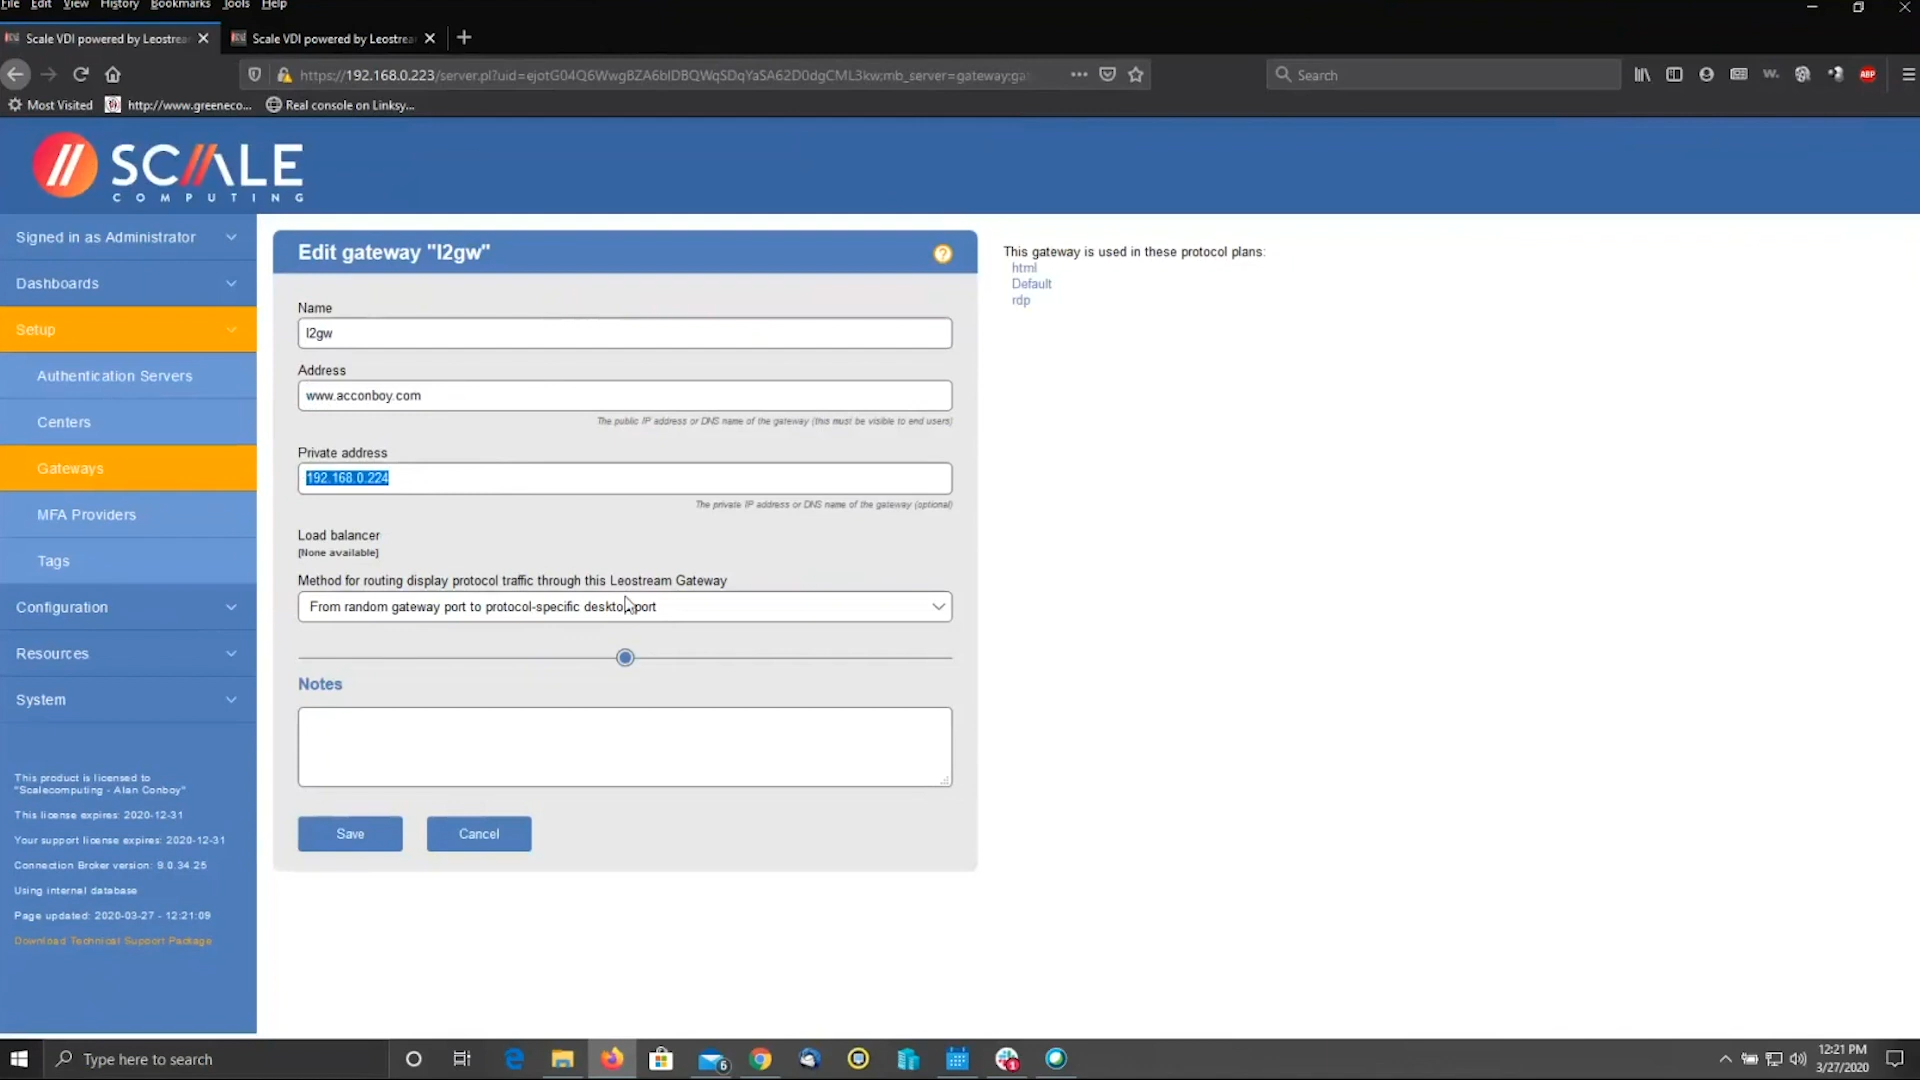 File Edit View History Bookmarks Tools Help
Scale VDI powered by Leostrea
Scale VDI powered by Leostrea
https://192.168.0.223/server.pl?uid=ejotG04Q6WwgBZA6bIDBQWqSDqYaSA62D0dgCML3kw;mb_server=gateway:ga
Search
ABP
Most Visited
http://www.greeneco...
Real console on Linksy...
SCALE
COMPUTING
Signed in as Administrator
Dashboards
Setup
Authentication Servers
Centers
Gateways
MFA Providers
Tags
Configuration
Resources
System
This product is licensed to
"Scalecomputing - Alan Conboy"
This license expires: 2020-12-31
Your support license expires: 2020-12-31
Connection Broker version: 9.0.34.25
Using internal database
Page updated: 2020-03-27 - 12:21:09
Download Technical Support Package
Edit gateway "l2gw"
?
Name
l2gw
Address
www.acconboy.com
The public IP address or DNS name of the gateway (this must be visible to end users)
Private address
192.168.0.224
The private IP address or DNS name of the gateway (optional)
Load balancer
[None available]
Method for routing display protocol traffic through this Leostream Gateway
From random gateway port to protocol-specific desktop port
Notes
Save
Cancel
This gateway is used in these protocol plans:
html
Default
rdp
Type here to search
6
1
12:21 PM
3/27/2020